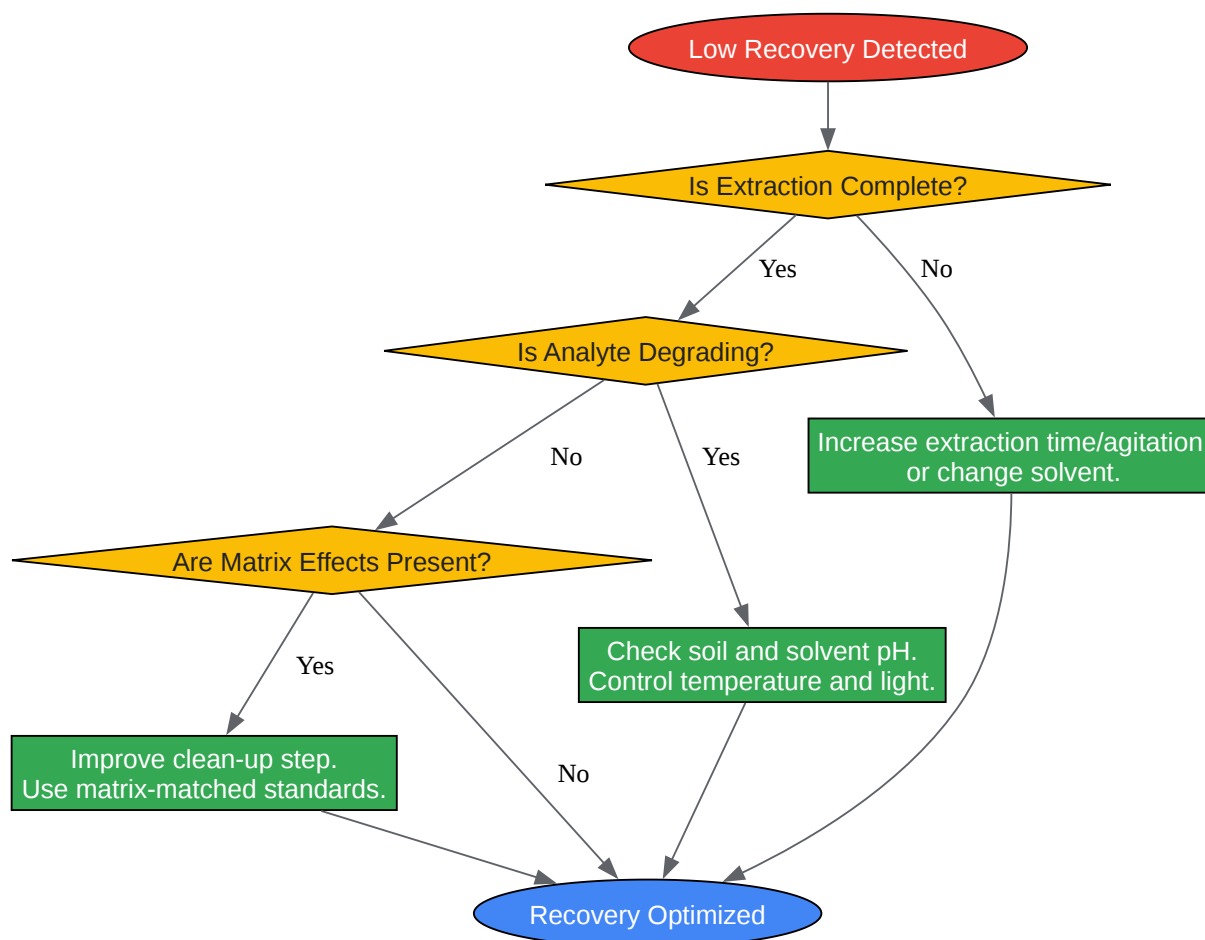 Low Recovery Detected
Is Extraction Complete?
Yes
No
Is Analyte Degrading?
No
Yes
Increase extraction time/agitation
or change solvent.
Are Matrix Effects Present?
Yes
No
Check soil and solvent pH.
Control temperature and light.
Improve clean-up step.
Use matrix-matched standards.
Recovery Optimized